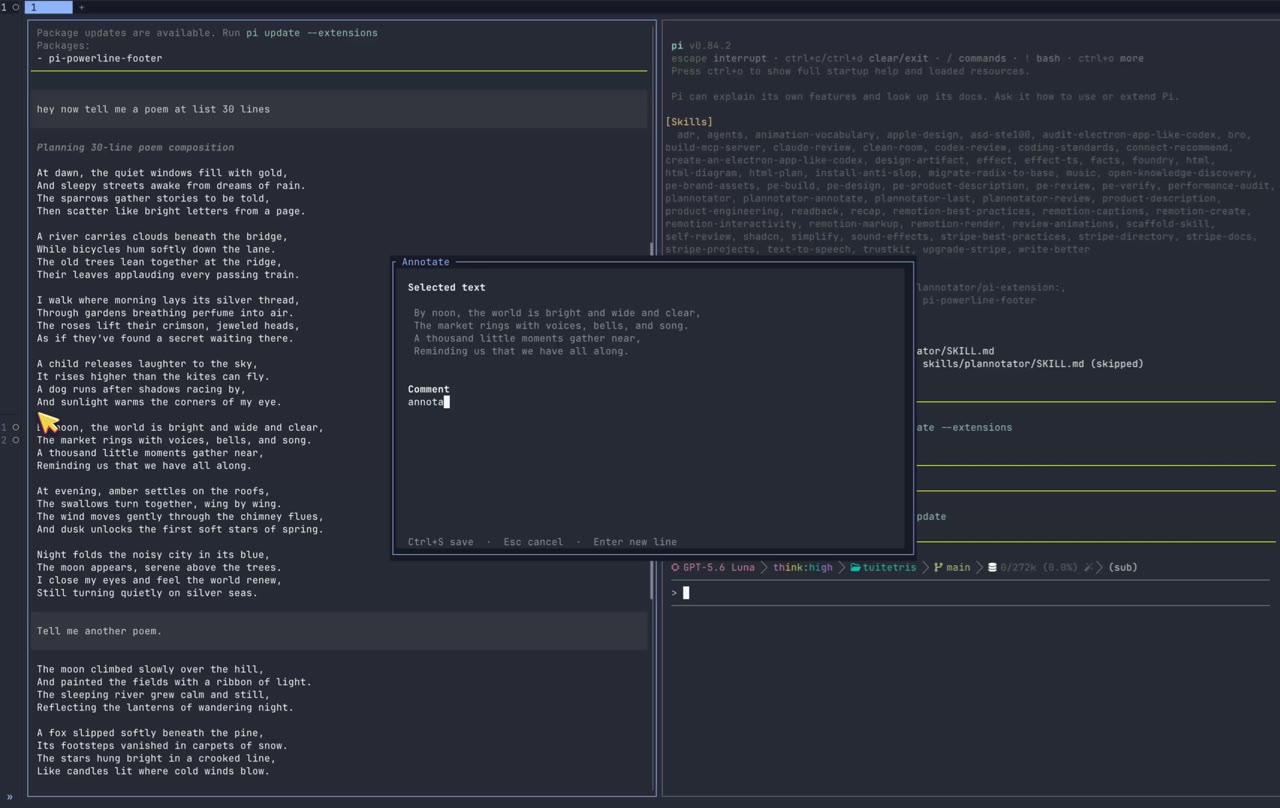 1 ○ 1 +
Package updates are available. Run pi update --extensions
Packages:
- pi-powerline-footer
hey now tell me a poem at list 30 lines
Planning 30-line poem composition
At dawn, the quiet windows fill with gold,
And sleepy streets awake from dreams of rain.
The sparrows gather stories to be told,
Then scatter like bright letters from a page.
A river carries clouds beneath the bridge,
While bicycles hum softly down the lane.
The old trees lean together at the ridge,
Their leaves applauding every passing train.
I walk where morning lays its silver thread,
Through gardens breathing perfume into air.
The roses lift their crimson, jeweled heads,
As if they've found a secret waiting there.
A child releases laughter to the sky,
It rises higher than the kites can fly.
A dog runs after shadows racing by,
And sunlight warms the corners of my eye.
noon, the world is bright and wide and clear,
The market rings with voices, bells, and song.
A thousand little moments gather near,
Reminding us that we have all along.
At evening, amber settles on the roofs,
The swallows turn together, wing by wing.
The wind moves gently through the chimney flues,
And dusk unlocks the first soft stars of spring.
Night folds the noisy city in its blue,
The moon appears, serene above the trees.
I close my eyes and feel the world renew,
Still turning quietly on silver seas.
Tell me another poem.
The moon climbed slowly over the hill,
And painted the fields with a ribbon of light.
The sleeping river grew calm and still,
Reflecting the lanterns of wandering night.
A fox slipped softly beneath the pine,
Its footsteps vanished in carpets of snow.
The stars hung bright in a crooked line,
Like candles lit where cold winds blow.
1 ○
2 ○
»
Annotate
Selected text
By noon, the world is bright and wide and clear,
The market rings with voices, bells, and song.
A thousand little moments gather near,
Reminding us that we have all along.
Comment
annota
Ctrl+S save · Esc cancel · Enter new line
pi v0.84.2
escape interrupt · ctrl+c/ctrl+d clear/exit · / commands · ! bash · ctrl+o more
Press ctrl+o to show full startup help and loaded resources.
Pi can explain its own features and look up its docs. Ask it how to use or extend Pi.
[Skills]
adr, agents, animation-vocabulary, apple-design, asd-ste100, audit-electron-app-like-codex, bro,
build-mcp-server, claude-review, clean-room, codex-review, coding-standards, connect-recommend,
create-an-electron-app-like-codex, design-artifact, effect, effect-ts, facts, foundry, html,
html-diagram, html-plan, install-anti-slop, migrate-radix-to-base, music, open-knowledge-discovery,
pe-brand-assets, pe-build, pe-design, pe-product-description, pe-review, pe-verify, performance-audit,
plannotator, plannotator-annotate, plannotator-last, plannotator-review, product-description,
product-engineering, readback, recap, remotion-best-practices, remotion-captions, remotion-create,
remotion-interactivity, remotion-markup, remotion-render, review-animations, scaffold-skill,
self-review, shadcn, simplify, sound-effects, stripe-best-practices, stripe-directory, stripe-docs,
stripe-projects, text-to-speech, trustkit, upgrade-stripe, write-better
lannotator/pi-extension:,
pi-powerline-footer
ator/SKILL.md
skills/plannotator/SKILL.md (skipped)
ate --extensions
pdate
GPT-5.6 Luna > think:high > tuitetris > main > 0/272k (0.0%) > (sub)
>